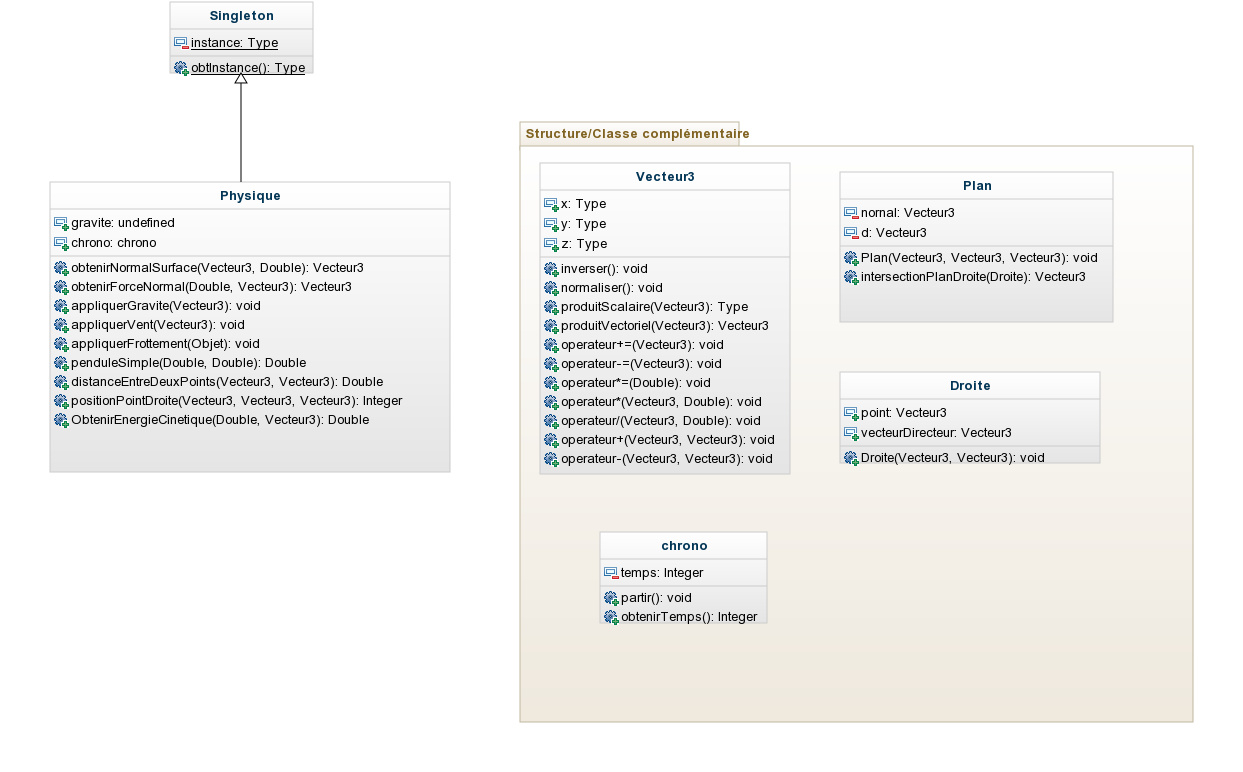 Singleton
instance: Type
obtInstance(): Type
Physique
gravite: undefined
chrono: chrono
obtenirNormalSurface(Vecteur3, Double): Vecteur3
obtenirForceNormal(Double, Vecteur3): Vecteur3
appliquerGravite(Vecteur3): void
appliquerVent(Vecteur3): void
appliquerFrottement(Objet): void
penduleSimple(Double, Double): Double
distanceEntreDeuxPoints(Vecteur3, Vecteur3): Double
positionPointDroite(Vecteur3, Vecteur3, Vecteur3): Integer
ObtenirEnergieCinetique(Double, Vecteur3): Double
Structure/Classe complémentaire
Vecteur3
x: Type
y: Type
z: Type
inverser(): void
normaliser(): void
produitScalaire(Vecteur3): Type
produitVectoriel(Vecteur3): Vecteur3
operateur+=(Vecteur3): void
operateur-=(Vecteur3): void
operateur*=(Double): void
operateur*(Vecteur3, Double): void
operateur/(Vecteur3, Double): void
operateur+(Vecteur3, Vecteur3): void
operateur-(Vecteur3, Vecteur3): void
Plan
nornal: Vecteur3
d: Vecteur3
Plan(Vecteur3, Vecteur3, Vecteur3): void
intersectionPlanDroite(Droite): Vecteur3
Droite
point: Vecteur3
vecteurDirecteur: Vecteur3
Droite(Vecteur3, Vecteur3): void
chrono
temps: Integer
partir(): void
obtenirTemps(): Integer